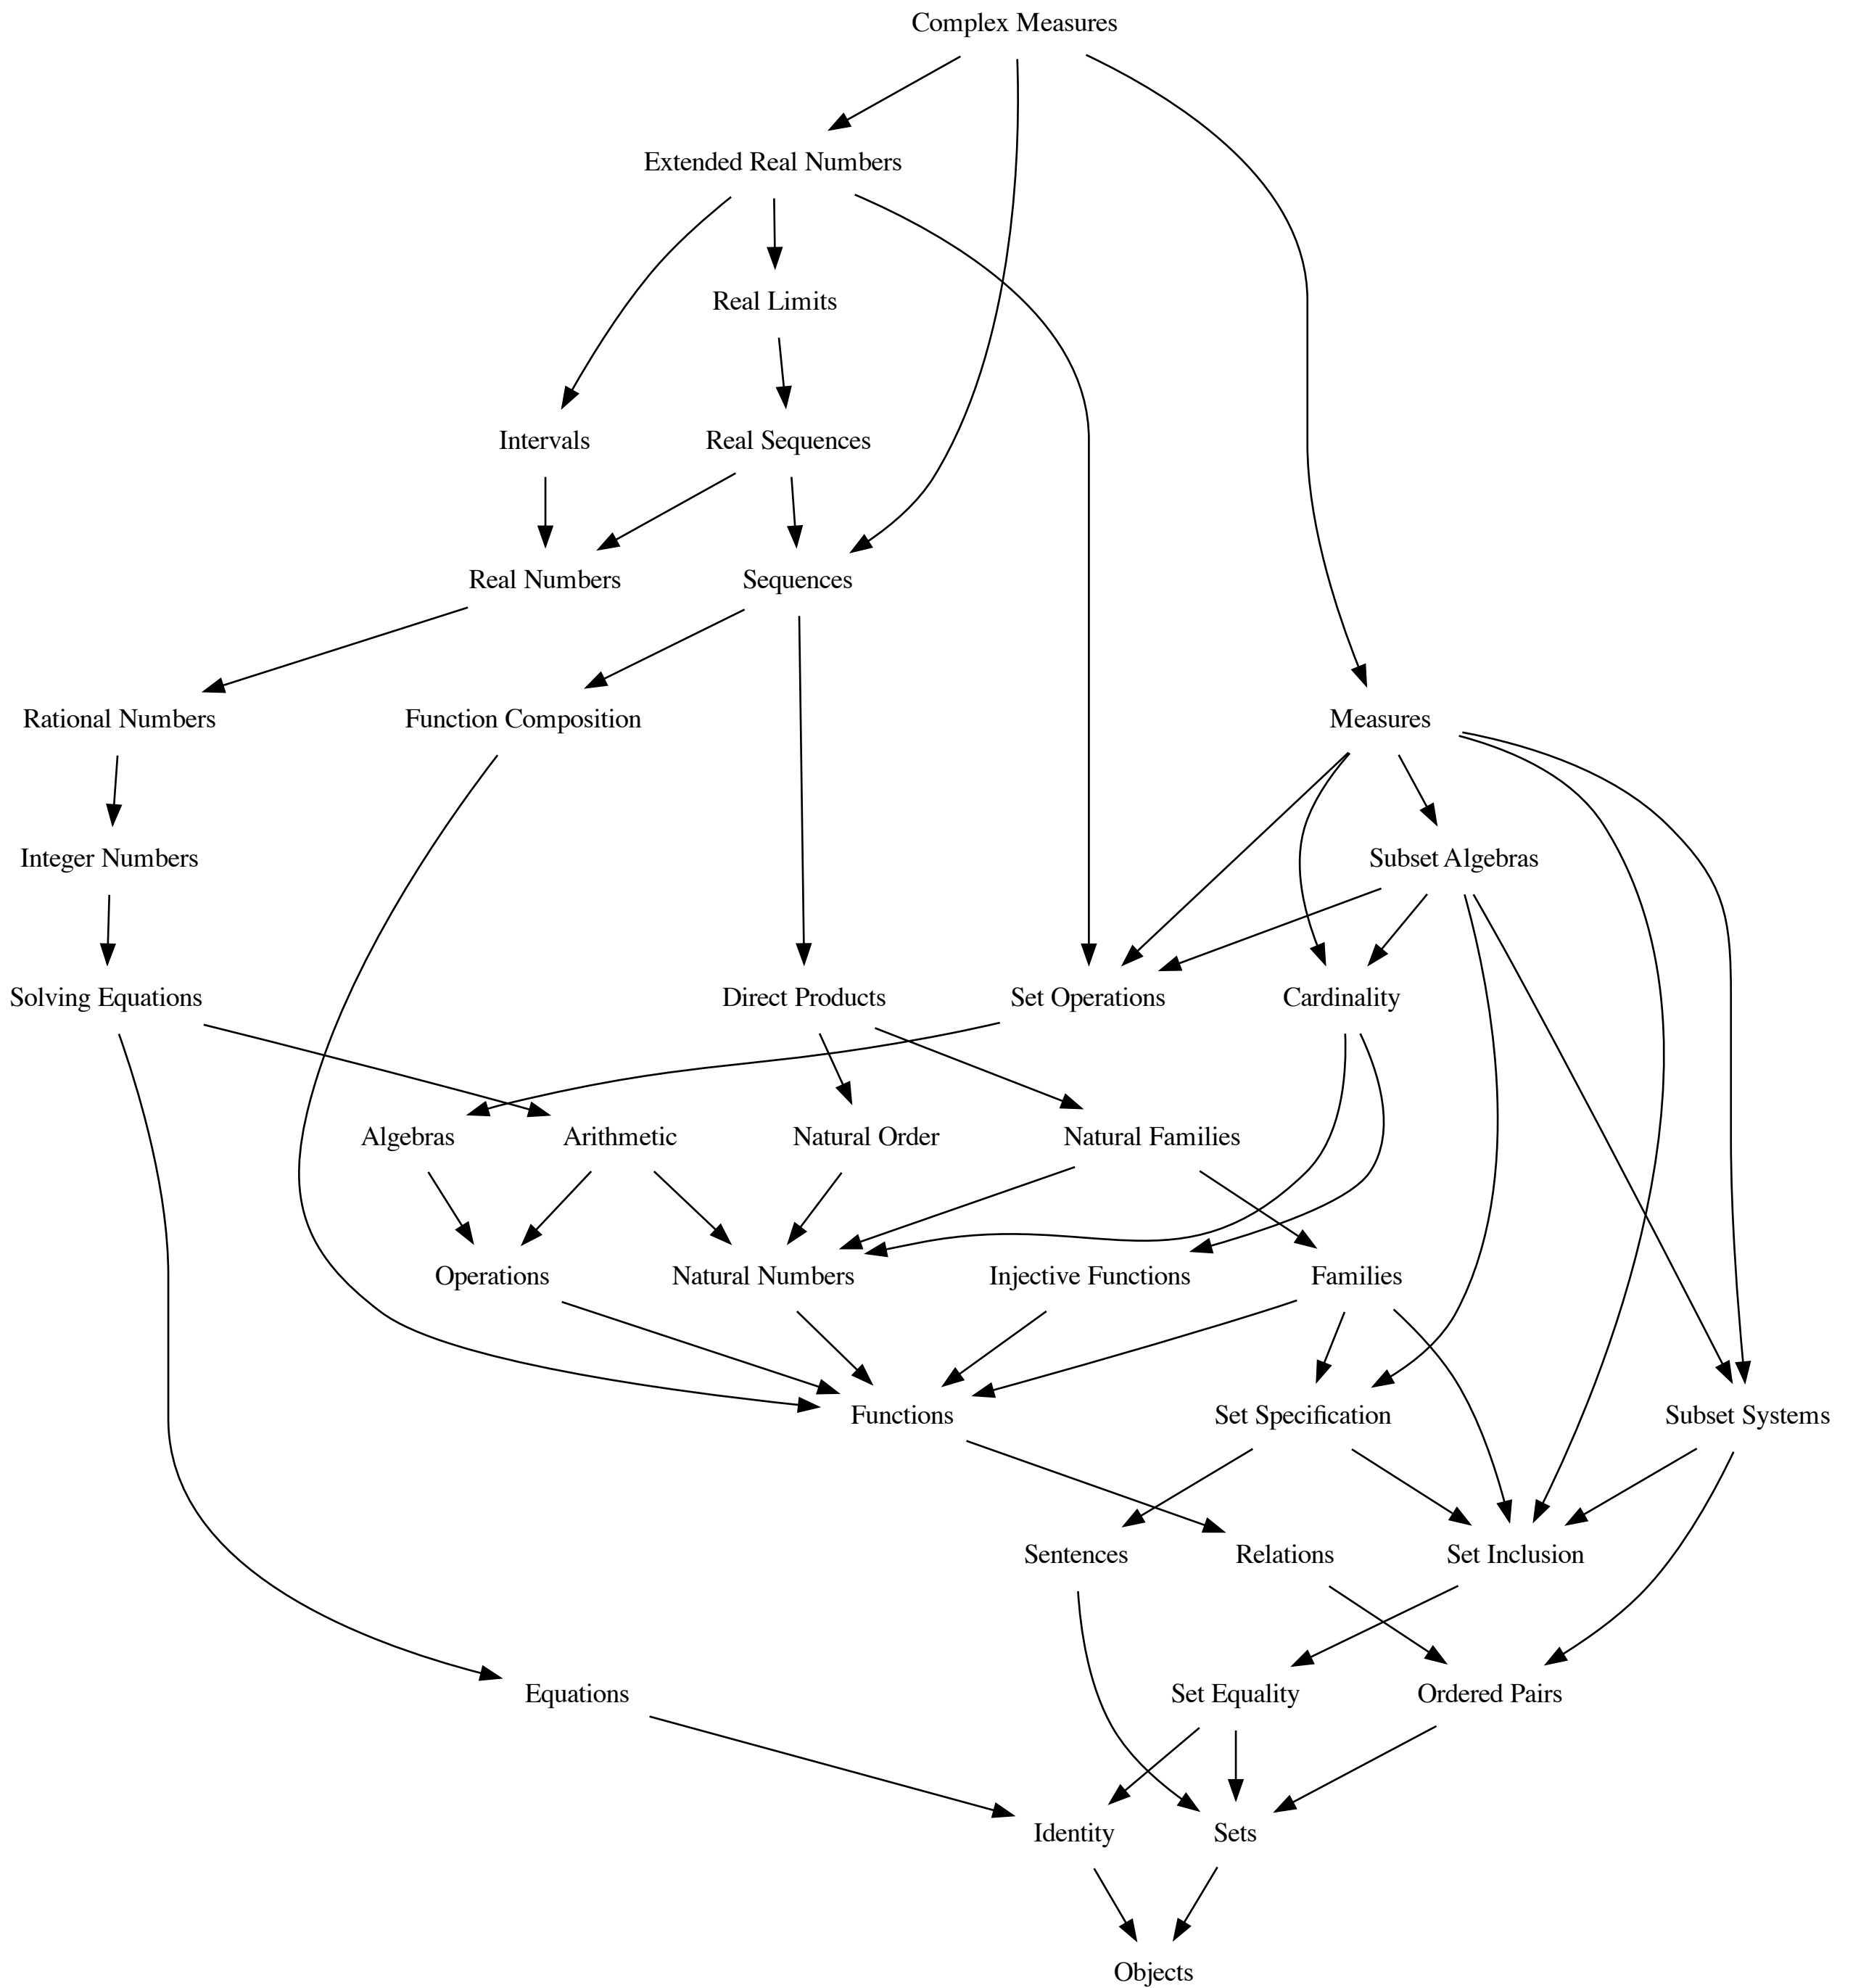 Complex Measures
Extended Real Numbers
Real Limits
Intervals
Real Sequences
Real Numbers
Sequences
Rational Numbers
Function Composition
Measures
Integer Numbers
Subset Algebras
Solving Equations
Direct Products
Set Operations
Cardinality
Algebras
Arithmetic
Natural Order
Natural Families
Operations
Natural Numbers
Injective Functions
Families
Functions
Set Specification
Subset Systems
Sentences
Relations
Set Inclusion
Equations
Set Equality
Ordered Pairs
Identity
Sets
Objects